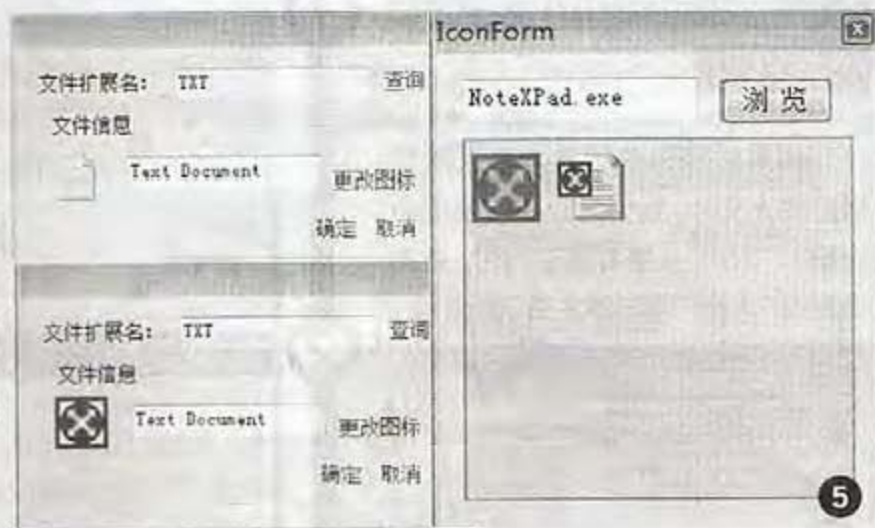 文件扩展名: TXT 查询
文件信息
Text Document
更改图标
确定 取消
文件扩展名: TXT 查询
文件信息
Text Document
更改图标
确定 取消
IconForm
NoteXPad.exe 浏览
5